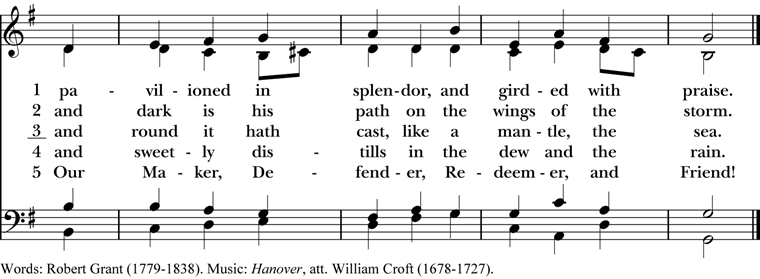 1 pa - vil - ioned in splen - dor, and gird - ed with praise.
2 and dark is his path on the wings of the storm.
3 and round it hath cast, like a man - tle, the sea.
4 and sweet - ly dis - tills in the dew and the rain.
5 Our Ma - ker, De - fend - er, Re - deem - er, and Friend!
Words: Robert Grant (1779-1838). Music: Hanover, att. William Croft (1678-1727).